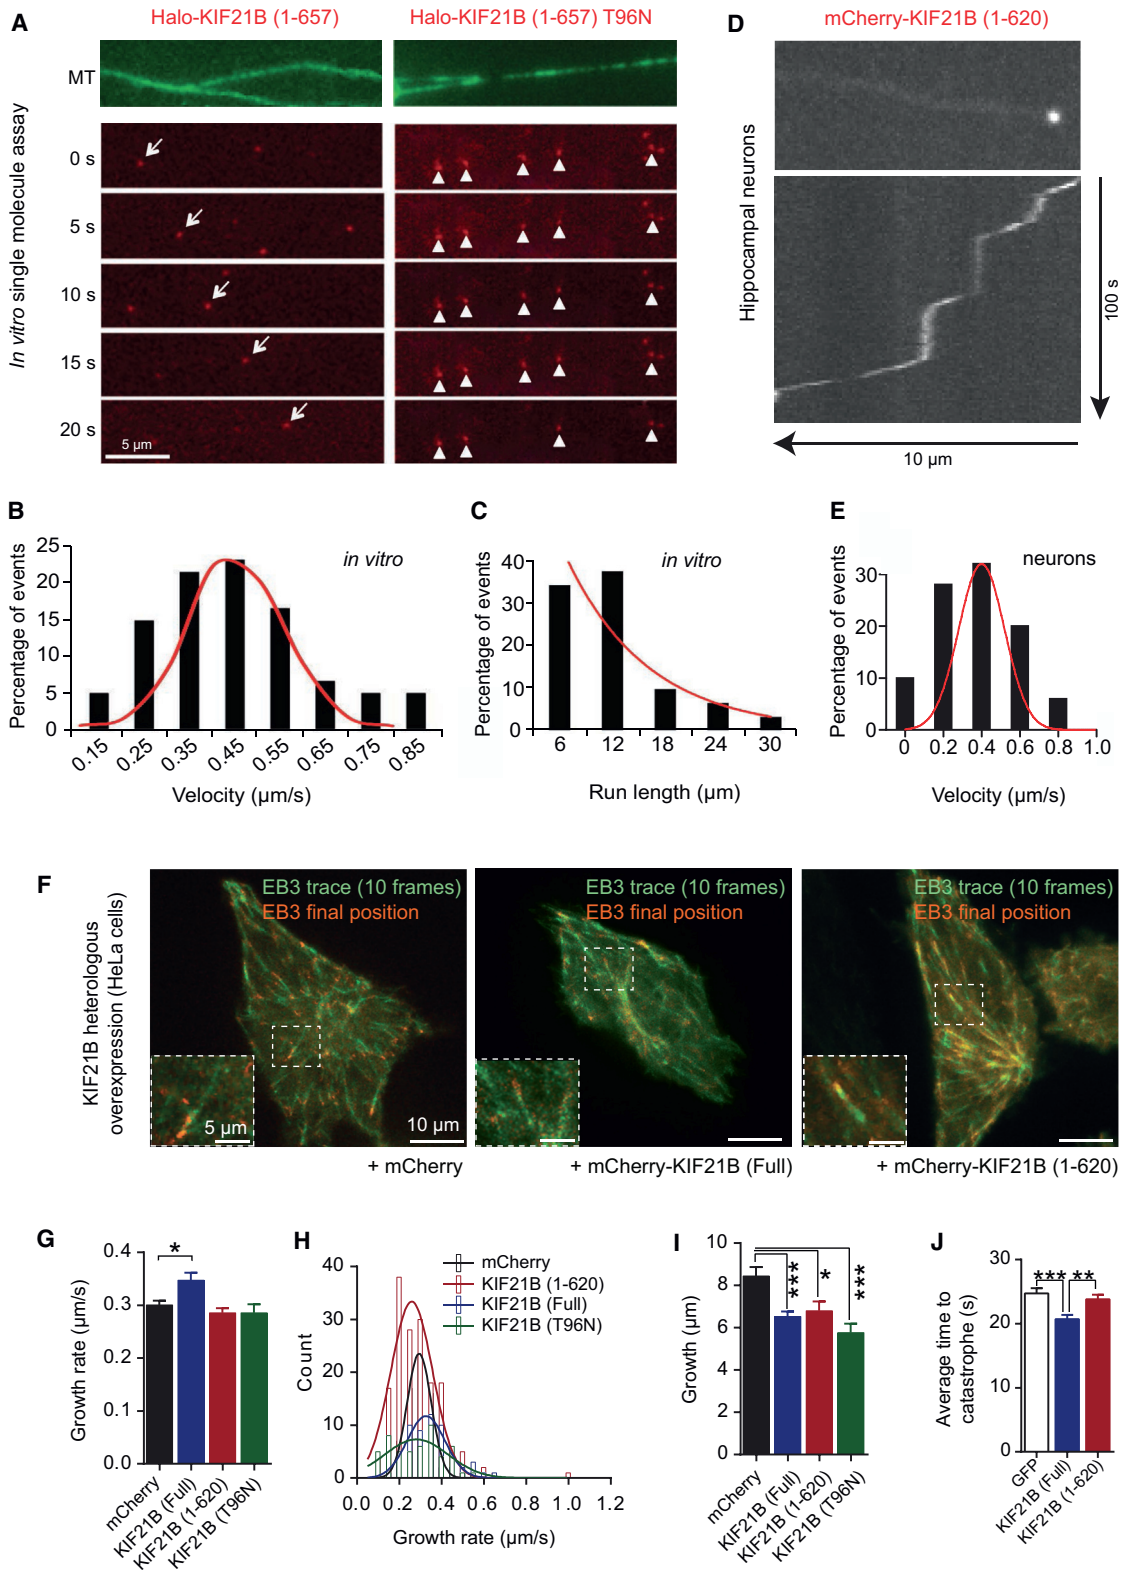 A
Halo-KIF21B (1-657)
Halo-KIF21B (1-657) T96N
MT
In vitro single molecule assay
0 s
5 s
10 s
15 s
20 s
5 µm
D
mCherry-KIF21B (1-620)
Hippocampal neurons
100 s
10 µm
B
in vitro
Percentage of events
25
20
15
10
5
0
0.15 0.25 0.35 0.45 0.55 0.65 0.75 0.85
Velocity (µm/s)
C
in vitro
Percentage of events
40
30
20
10
0
6 12 18 24 30
Run length (µm)
E
neurons
Percentage of events
30
20
10
0
0 0.2 0.4 0.6 0.8 1.0
Velocity (µm/s)
F
KIF21B heterologous
overexpression (HeLa cells)
EB3 trace (10 frames)
EB3 final position
5 µm
10 µm
+ mCherry
EB3 trace (10 frames)
EB3 final position
+ mCherry-KIF21B (Full)
EB3 trace (10 frames)
EB3 final position
+ mCherry-KIF21B (1-620)
G
Growth rate (µm/s)
0.4
0.3
0.2
0.1
0.0
*
mCherry
KIF21B (Full)
KIF21B (1-620)
KIF21B (T96N)
H
Count
40
30
20
10
0
mCherry
KIF21B (1-620)
KIF21B (Full)
KIF21B (T96N)
0.0 0.2 0.4 0.6 0.8 1.0 1.2
Growth rate (µm/s)
I
Growth (µm)
10
8
6
4
2
0
***
*
***
mCherry
KIF21B (Full)
KIF21B (1-620)
KIF21B (T96N)
J
Average time to
catastrophe (s)
30
20
10
0
*** **
GFP
KIF21B (Full)
KIF21B (1-620)